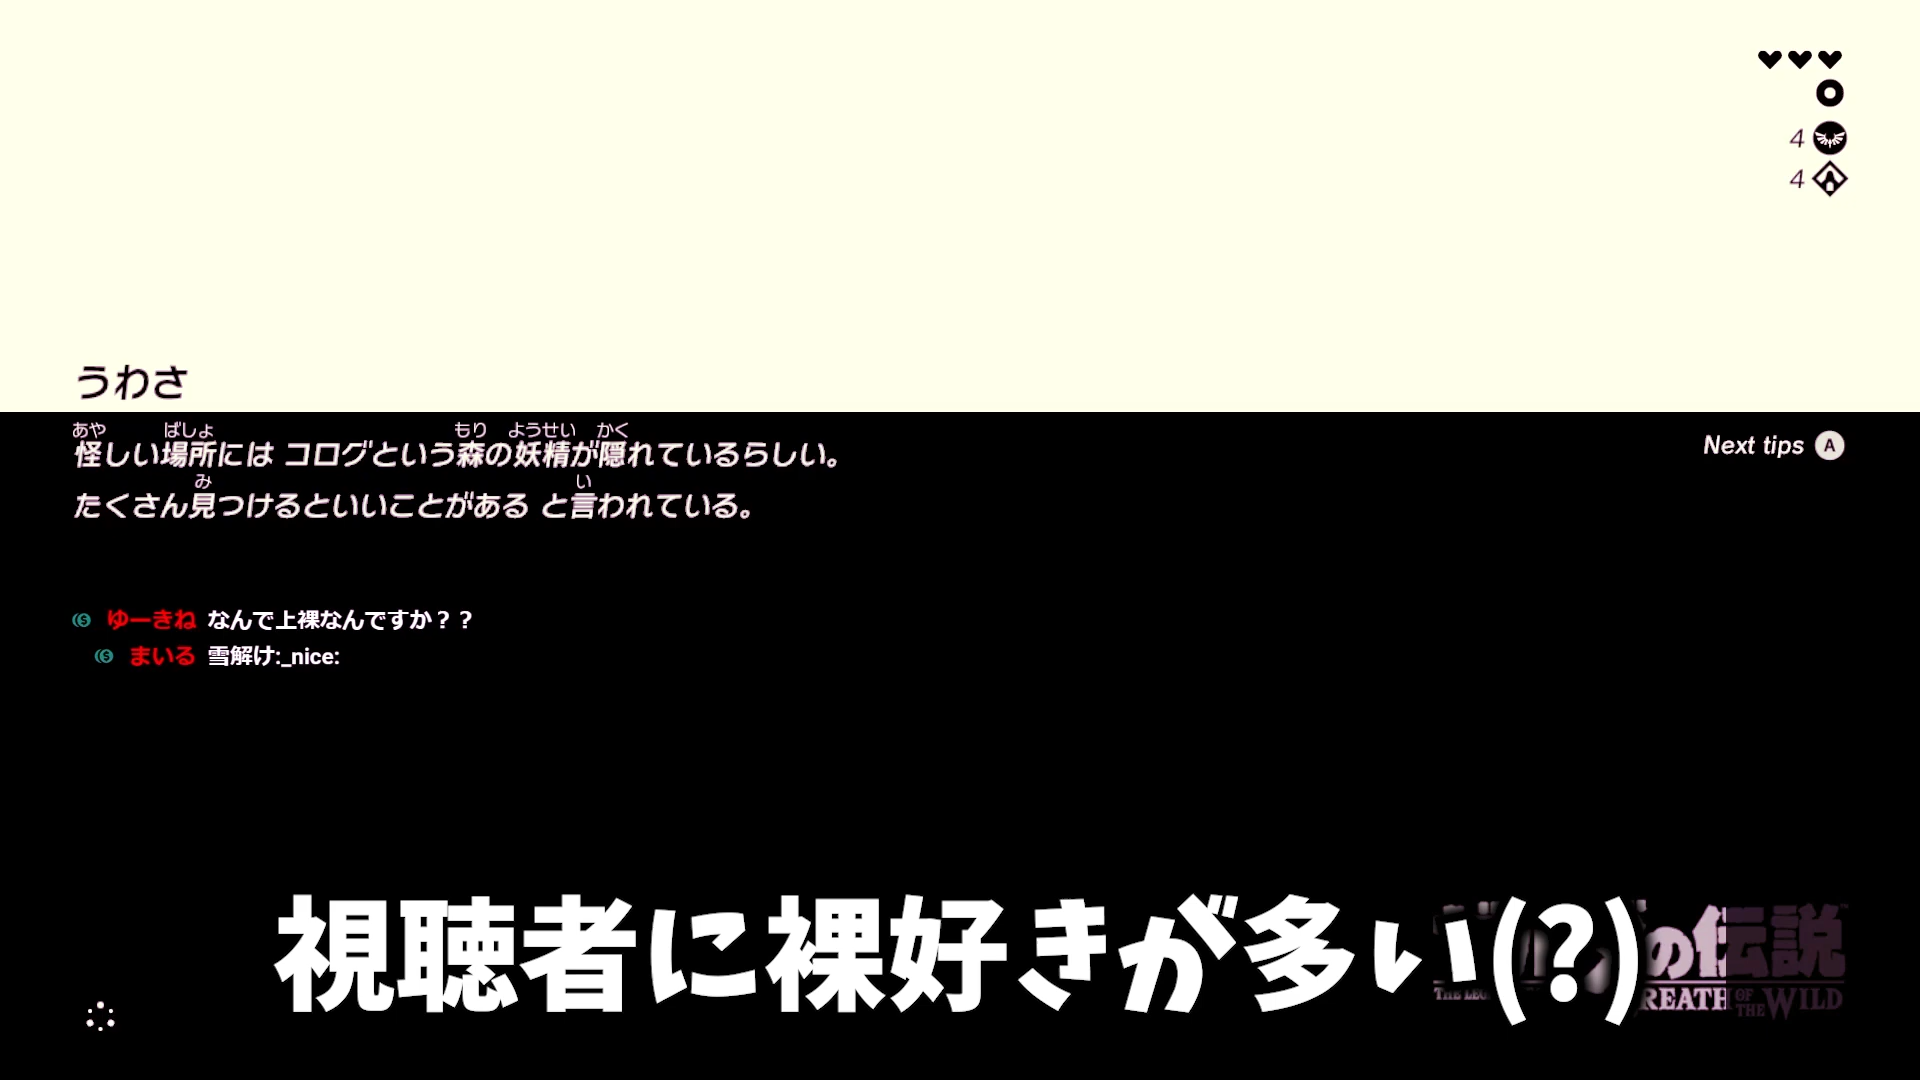 4
4
うわさ
あや ばしょ もり ようせい かく
怪しい場所には コログという森の妖精が隠れているらしい。
み い
たくさん見つけるといいことがある と言われている。
Next tips A
ゆーきね なんで上裸なんですか？？
まいる 雪解け:_nice:
視聴者に裸好きが多い(?)
の伝説
THE LEG
REATH OF THE WILD